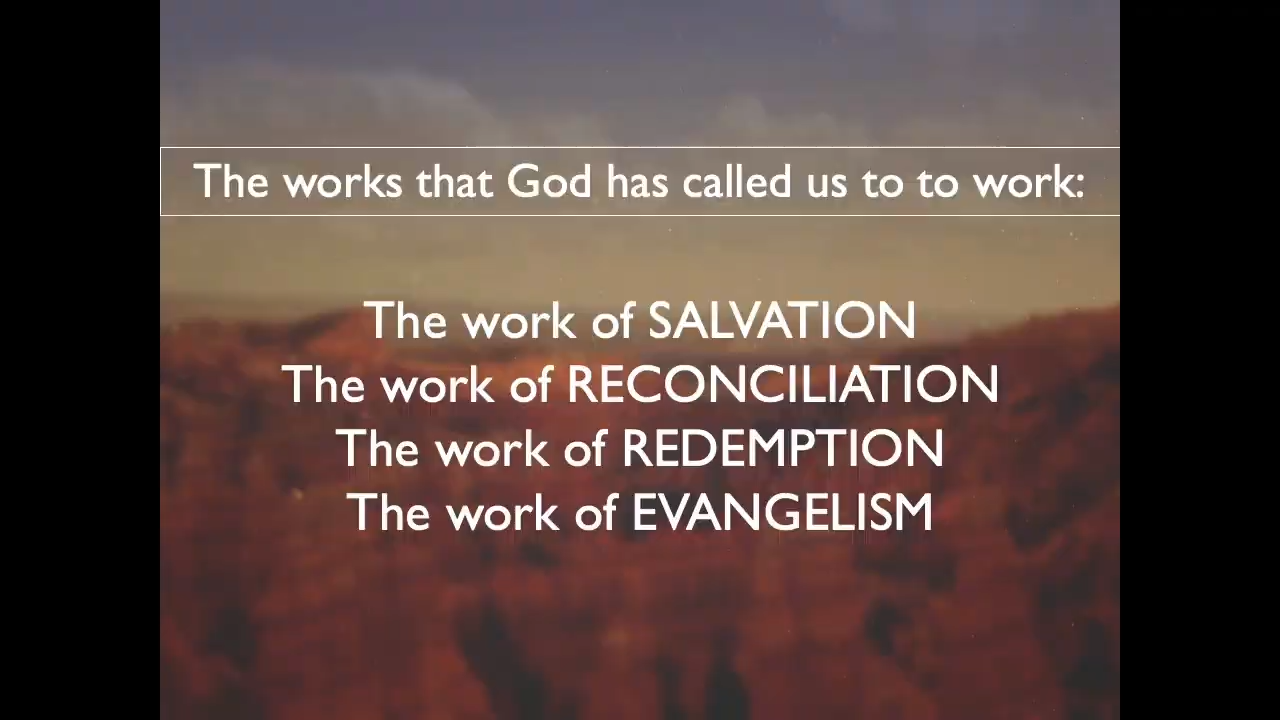 The works that God has called us to to work:
The work of SALVATION
The work of RECONCILIATION
The work of REDEMPTION
The work of EVANGELISM